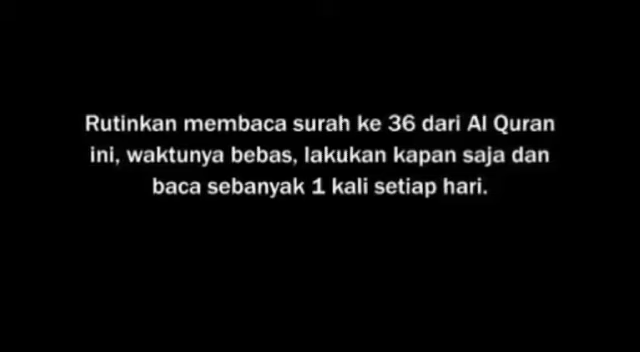 Rutinkan membaca surah ke 36 dari Al Quran
ini, waktunya bebas, lakukan kapan saja dan
baca sebanyak 1 kali setiap hari.